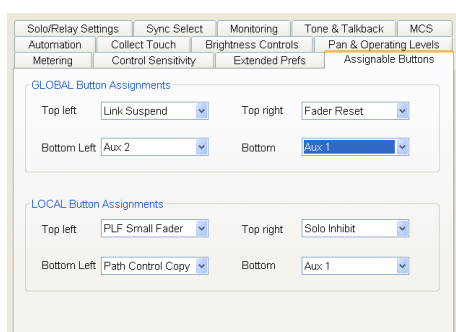 Solo/Relay Settings Sync Select Monitoring Tone & Talkback MCS
Automation Collect Touch Brightness Controls Pan & Operating Levels
Metering Control Sensitivity Extended Prefs Assignable Buttons
GLOBAL Button Assignments
Top left Link Suspend Top right Fader Reset
Bottom Left Aux 2 Bottom Aux 1
LOCAL Button Assignments
Top left PLF Small Fader Top right Solo Inhibit
Bottom Left Path Control Copy Bottom Aux 1